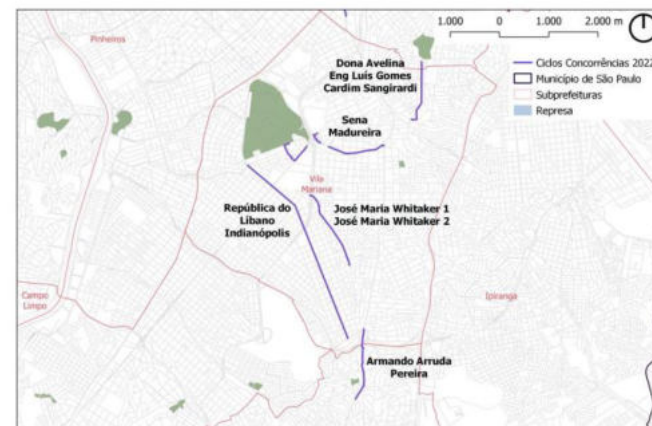 1.000 0 1.000 2.000 m
Pinheiros
Dona Avelina
Eng Luís Gomes
Cardim Sangirardi
Ciclos Concorrências 2022
Município de São Paulo
Subprefeituras
Represa
Sena
Madureira
Vila
Mariana
República do
Líbano
Indianópolis
José Maria Whitaker 1
José Maria Whitaker 2
Campo
Limpo
Ipiranga
Armando Arruda
Pereira